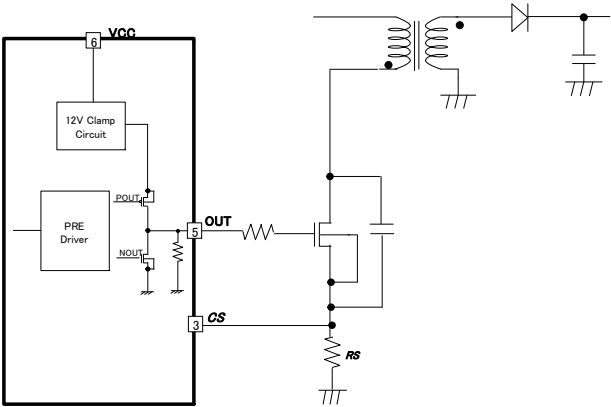 VCC
6
12V Clamp
Circuit
POUT
PRE
Driver
NOUT
5
OUT
3
CS
RS